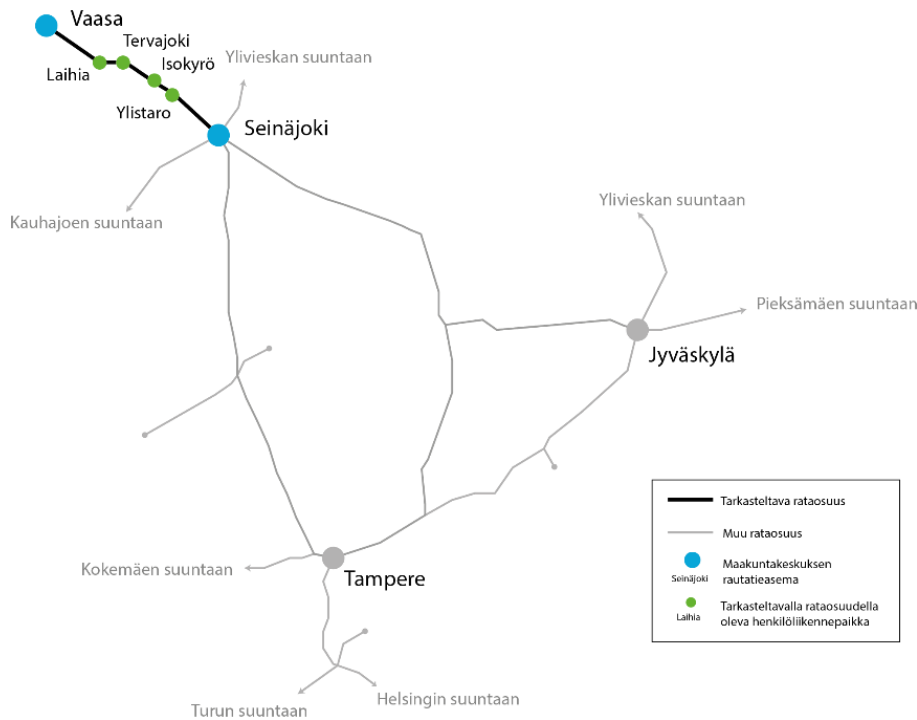 Vaasa
Tervajoki
Isokyrö
Laihia
Ylistaro
Ylivieskan suuntaan
Seinäjoki
Kauhajoen suuntaan
Ylivieskan suuntaan
Pieksämäen suuntaan
Jyväskylä
Kokemäen suuntaan
Tampere
Turun suuntaan
Helsingin suuntaan
Tarkasteltava rataosuus
Muu rataosuus
Seinäjoki
Maakuntakeskuksen
rautatieasema
Laihia
Tarkasteltavalla rataosuudella
oleva henkilöliikennepaikka